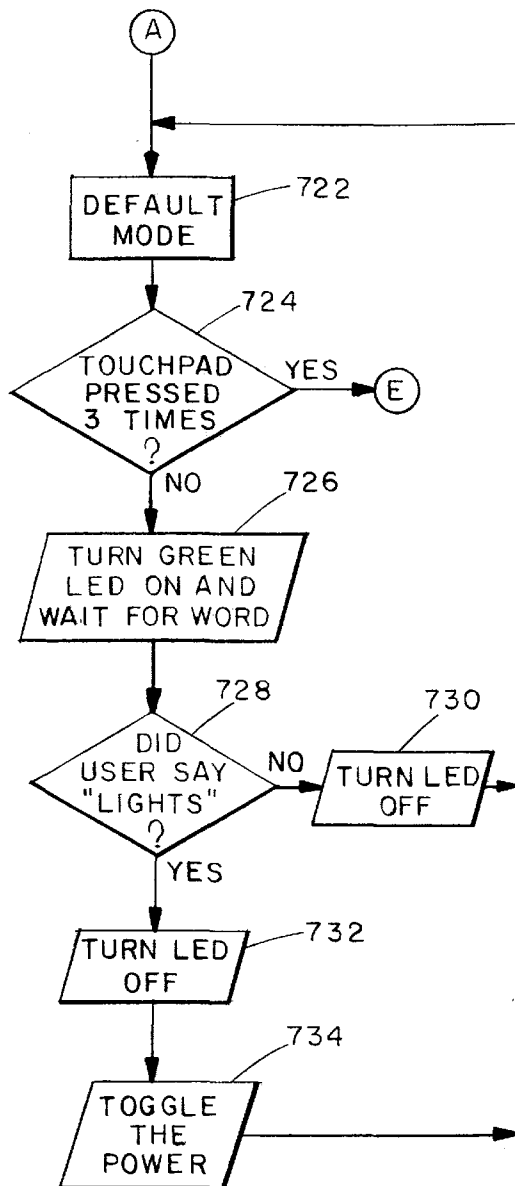 A
DEFAULT
MODE
722
724
TOUCHPAD
PRESSED
3 TIMES
?
YES
E
NO
726
TURN GREEN
LED ON AND
WAIT FOR WORD
728
DID
USER SAY
"LIGHTS"
?
NO
730
TURN LED
OFF
YES
TURN LED
OFF
732
734
TOGGLE
THE
POWER